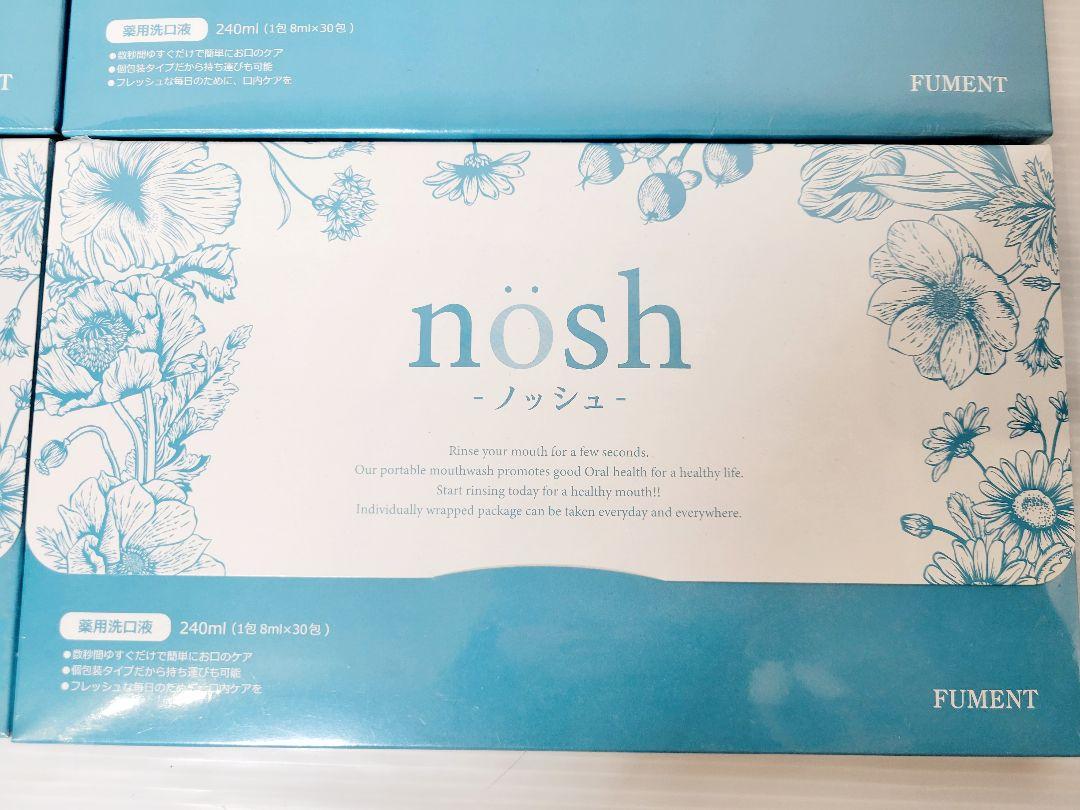 薬用洗口液 240ml（1包 8ml×30包）
●数秒間ゆすぐだけで簡単にお口のケア
●個包装タイプだから持ち運びも可能
●フレッシュな毎日のために、口内ケアを
T
FUMENT
nösh
-ノッシュ-
Rinse your mouth for a few seconds.
Our portable mouthwash promotes good Oral health for a healthy life.
Start rinsing today for a healthy mouth!!
Individually wrapped package can be taken everyday and everywhere.
薬用洗口液 240ml（1包 8ml×30包）
●数秒間ゆすぐだけで簡単にお口のケア
●個包装タイプだから持ち運びも可能
●フレッシュな毎日のために、口内ケアを
FUMENT